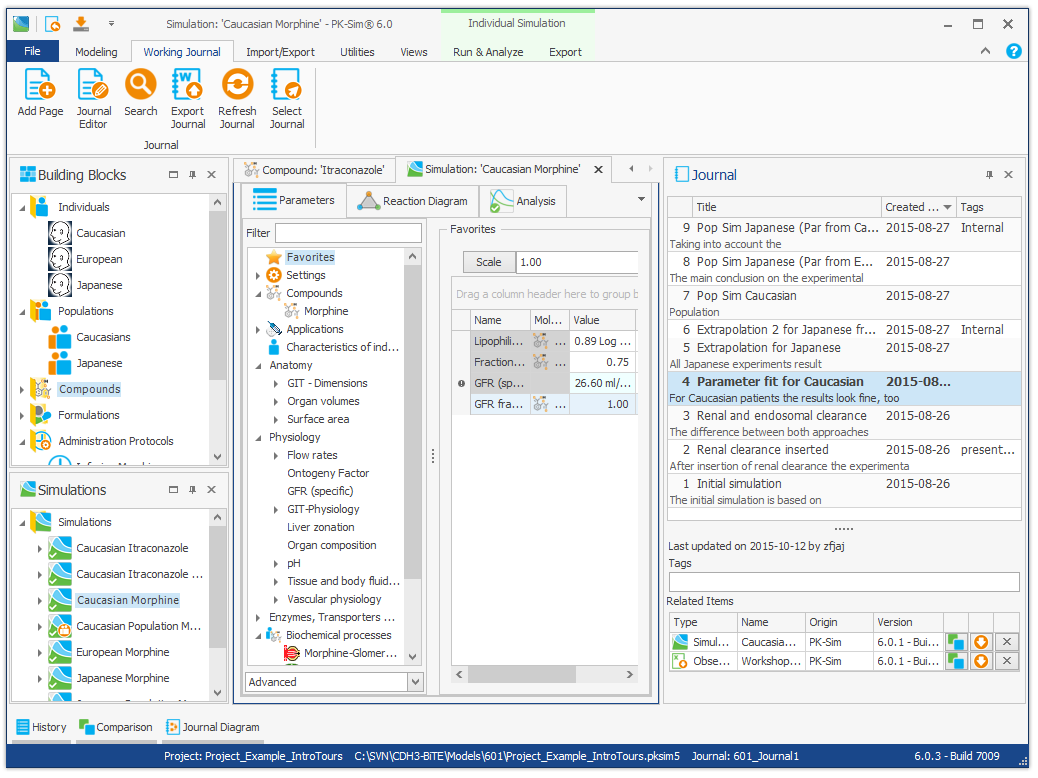 Simulation: 'Caucasian Morphine' - PK-Sim® 6.0
Individual Simulation
File
Modeling
Working Journal
Import/Export
Utilities
Views
Run & Analyze
Export
Add Page
Journal Editor
Search
Export Journal
Refresh Journal
Select Journal
Journal
Building Blocks
Individuals
Caucasian
European
Japanese
Populations
Caucasians
Japanese
Compounds
Formulations
Administration Protocols
Simulations
Simulations
Caucasian Itraconazole
Caucasian Itraconazole ...
Caucasian Morphine
Caucasian Population M...
European Morphine
Japanese Morphine
Compound: 'Itraconazole'
Simulation: 'Caucasian Morphine'
Parameters
Reaction Diagram
Analysis
Filter
Favorites
Settings
Compounds
Morphine
Applications
Characteristics of ind...
Anatomy
GIT - Dimensions
Organ volumes
Surface area
Physiology
Flow rates
Ontogeny Factor
GFR (specific)
GIT-Physiology
Liver zonation
Organ composition
pH
Tissue and body fluid...
Vascular physiology
Enzymes, Transporters ...
Biochemical processes
Morphine-Glomer...
Advanced
Favorites
Scale 1.00
Drag a column header here to group b
Name Mol... Value
Lipophili... ... 0.89 Log ...
Fraction... ... 0.75
GFR (sp... 26.60 ml/...
GFR fra... ... 1.00
Journal
Title Created ... Tags
9 Pop Sim Japanese (Par from Ca... 2015-08-27 Internal
Taking into account the
8 Pop Sim Japanese (Par from E... 2015-08-27
The main conclusion on the experimental
7 Pop Sim Caucasian 2015-08-27
Population
6 Extrapolation 2 for Japanese fr... 2015-08-27 Internal
5 Extrapolation for Japanese 2015-08-27
All Japanese experiments result
4 Parameter fit for Caucasian 2015-08...
For Caucasian patients the results look fine, too
3 Renal and endosomal clearance 2015-08-26
The difference between both approaches
2 Renal clearance inserted 2015-08-26 present...
After insertion of renal clearance the experimenta
1 Initial simulation 2015-08-26
The initial simulation is based on
Last updated on 2015-10-12 by zfjaj
Tags
Related Items
Type Name Origin Version
Simul... Caucasia... PK-Sim 6.0.1 - Bui...
Obse... Workshop... PK-Sim 6.0.1 - Bui...
History
Comparison
Journal Diagram
Project: Project_Example_IntroTours C:\SVN\CDH3-BiTE\Models\601\Project_Example_IntroTours.pksim5 Journal: 601_Journal1 6.0.3 - Build 7009